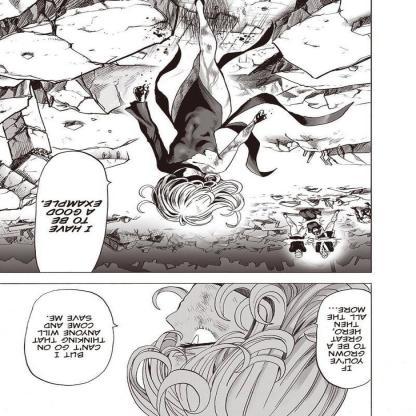 BUT I
CAN'T GO ON
THINKING THAT
ANYONE WILL
COME AND
SAVE ME.
IF
YOU'VE
GROWN
TO BE A
GREAT
HERO,
THEN
ALL THE
MORE...
I HAVE
TO BE
A GOOD
EXAMPLE.